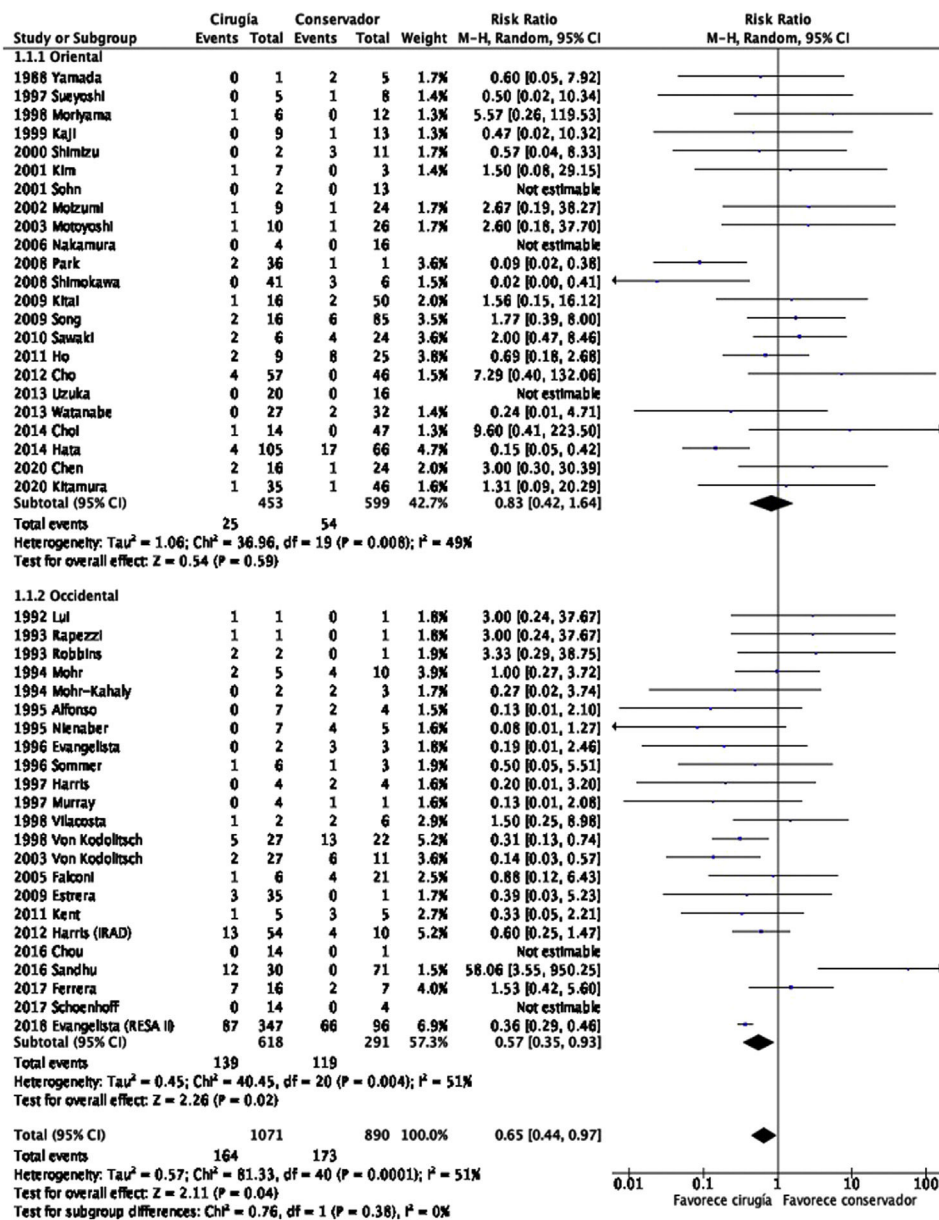 Cirugía Conservador Risk Ratio Risk Ratio
Study or Subgroup Events Total Events Total Weight M-H, Random, 95% CI M-H, Random, 95% CI
1.1.1 Oriental
1988 Yamada 0 1 2 5 1.7% 0.60 [0.05, 7.92]
1997 Sueyoshi 0 5 1 8 1.4% 0.50 [0.02, 10.34]
1998 Moriyama 1 6 0 12 1.3% 5.57 [0.26, 119.53]
1999 Kaji 0 9 1 13 1.3% 0.47 [0.02, 10.32]
2000 Shimizu 0 2 3 11 1.7% 0.57 [0.04, 8.33]
2001 Kim 1 7 0 3 1.4% 1.50 [0.08, 29.15]
2001 Sohn 0 2 0 13 Not estimable
2002 Moizumi 1 9 1 24 1.7% 2.67 [0.19, 38.27]
2003 Motoyoshi 1 10 1 26 1.7% 2.60 [0.18, 37.70]
2006 Nakamura 0 4 0 16 Not estimable
2008 Park 2 36 1 1 3.6% 0.09 [0.02, 0.38]
2008 Shimokawa 0 41 3 6 1.5% 0.02 [0.00, 0.41]
2009 Kitai 1 16 2 50 2.0% 1.56 [0.15, 16.12]
2009 Song 2 16 6 85 3.5% 1.77 [0.39, 8.00]
2010 Sawaki 2 6 4 24 3.6% 2.00 [0.47, 8.46]
2011 Ho 2 9 8 25 3.8% 0.69 [0.18, 2.68]
2012 Cho 4 57 0 46 1.5% 7.29 [0.40, 132.06]
2013 Uzuka 0 20 0 16 Not estimable
2013 Watanabe 0 27 2 32 1.4% 0.24 [0.01, 4.71]
2014 Choi 1 14 0 47 1.3% 9.60 [0.41, 223.50]
2014 Hata 4 105 17 66 4.7% 0.15 [0.05, 0.42]
2020 Chen 2 16 1 24 2.0% 3.00 [0.30, 30.39]
2020 Kitamura 1 35 1 46 1.6% 1.31 [0.09, 20.29]
Subtotal (95% CI) 453 599 42.7% 0.83 [0.42, 1.64]
Total events 25 54
Heterogeneity: Tau² = 1.06; Chi² = 36.96, df = 19 (P = 0.008); I² = 49%
Test for overall effect: Z = 0.54 (P = 0.59)
1.1.2 Occidental
1992 Lui 1 1 0 1 1.8% 3.00 [0.24, 37.67]
1993 Rapezzi 1 1 0 1 1.8% 3.00 [0.24, 37.67]
1993 Robbins 2 2 0 1 1.9% 3.33 [0.29, 38.75]
1994 Mohr 2 5 4 10 3.9% 1.00 [0.27, 3.72]
1994 Mohr-Kahaly 0 2 2 3 1.7% 0.27 [0.02, 3.74]
1995 Alfonso 0 7 2 4 1.5% 0.13 [0.01, 2.10]
1995 Nienaber 0 7 4 5 1.6% 0.08 [0.01, 1.27]
1996 Evangelista 0 2 3 3 1.8% 0.19 [0.01, 2.46]
1996 Sommer 1 6 1 3 1.9% 0.50 [0.05, 5.51]
1997 Harris 0 4 2 4 1.6% 0.20 [0.01, 3.20]
1997 Murray 0 4 1 1 1.6% 0.13 [0.01, 2.08]
1998 Vilacosta 1 2 2 6 2.9% 1.50 [0.25, 8.98]
1998 Von Kodolitsch 5 27 13 22 5.2% 0.31 [0.13, 0.74]
2003 Von Kodolitsch 2 27 6 11 3.6% 0.14 [0.03, 0.57]
2005 Falconi 1 6 4 21 2.6% 0.88 [0.12, 6.43]
2009 Estrera 3 35 0 1 1.7% 0.39 [0.03, 5.23]
2011 Kent 1 5 3 5 2.7% 0.33 [0.05, 2.21]
2012 Harris (IRAD) 13 54 4 10 5.2% 0.60 [0.25, 1.47]
2016 Chou 0 14 0 1 Not estimable
2016 Sandhu 12 30 0 71 1.5% 58.06 [3.55, 950.25]
2017 Ferrera 7 16 2 7 4.0% 1.53 [0.42, 5.60]
2017 Schoenhoff 0 14 0 4 Not estimable
2018 Evangelista (RESA II) 87 347 66 96 6.9% 0.36 [0.29, 0.46]
Subtotal (95% CI) 618 291 57.3% 0.57 [0.35, 0.93]
Total events 139 119
Heterogeneity: Tau² = 0.45; Chi² = 40.45, df = 20 (P = 0.004); I² = 51%
Test for overall effect: Z = 2.26 (P = 0.02)
Total (95% CI) 1071 890 100.0% 0.65 [0.44, 0.97]
Total events 164 173
Heterogeneity: Tau² = 0.57; Chi² = 81.33, df = 40 (P = 0.0001); I² = 51%
Test for overall effect: Z = 2.11 (P = 0.04)
Test for subgroup differences: Chi² = 0.76, df = 1 (P = 0.38), I² = 0%
0.01 0.1 1 10 100
Favorece cirugía Favorece conservador